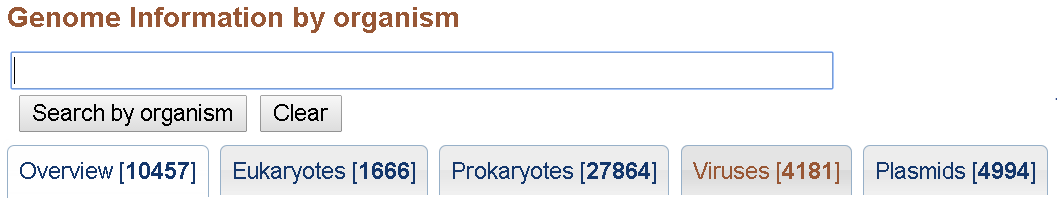 Genome Information by organism
Search by organism Clear
Overview [10457] Eukaryotes [1666] Prokaryotes [27864] Viruses [4181] Plasmids [4994]